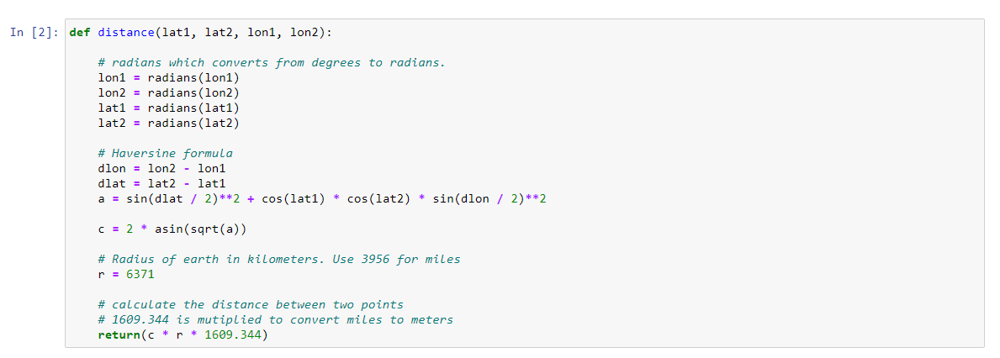 In [2]: def distance(lat1, lat2, lon1, lon2):
# radians which converts from degrees to radians.
lon1 = radians(lon1)
lon2 = radians(lon2)
lat1 = radians(lat1)
lat2 = radians(lat2)
# Haversine formula
dlon = lon2 - lon1
dlat = lat2 - lat1
a = sin(dlat / 2)**2 + cos(lat1) * cos(lat2) * sin(dlon / 2)**2
c = 2 * asin(sqrt(a))
# Radius of earth in kilometers. Use 3956 for miles
r = 6371
# calculate the distance between two points
# 1609.344 is mutiplied to convert miles to meters
return(c * r * 1609.344)